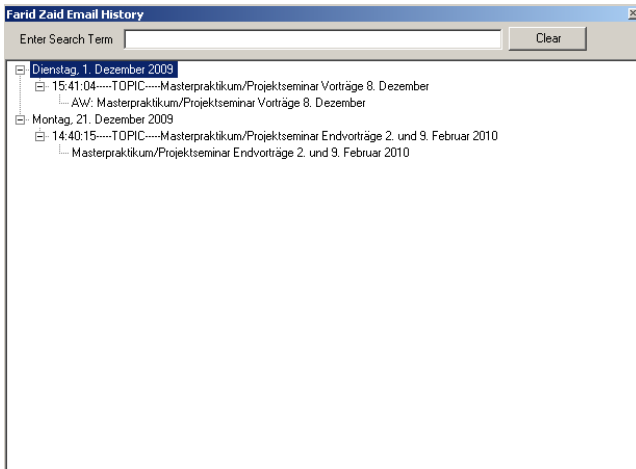 Farid Zaid Email History
Enter Search Term Clear
Dienstag, 1. Dezember 2009
15:41:04-----TOPIC-----Masterpraktikum/Projektseminar Vorträge 8. Dezember
AW: Masterpraktikum/Projektseminar Vorträge 8. Dezember
Montag, 21. Dezember 2009
14:40:15-----TOPIC-----Masterpraktikum/Projektseminar Endvorträge 2. und 9. Februar 2010
Masterpraktikum/Projektseminar Endvorträge 2. und 9. Februar 2010